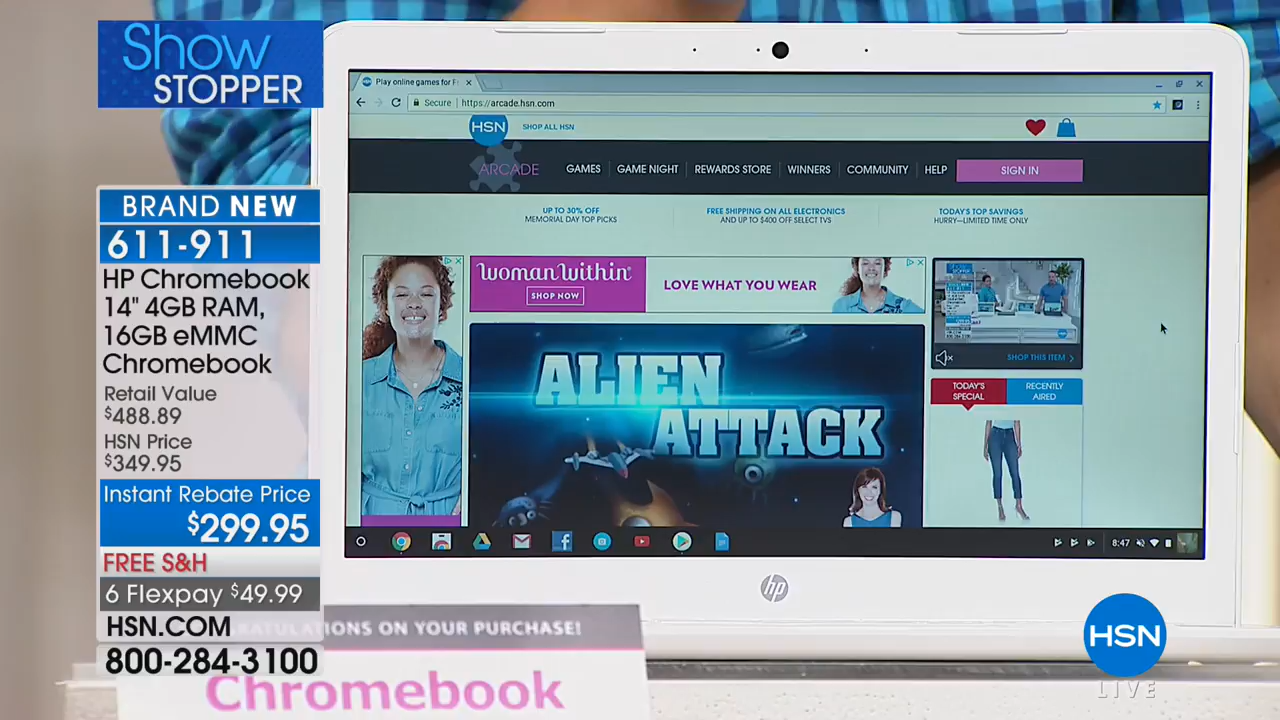 Show
STOPPER
BRAND NEW
611-911
HP Chromebook
14" 4GB RAM,
16GB eMMC
Chromebook
Retail Value
$488.89
HSN Price
$349.95
Instant Rebate Price
$299.95
FREE S&H
6 Flexpay $49.99
HSN.COM
800-284-3100
Play online games for F
Secure
https://arcade.hsn.com
HSN
SHOP ALL HSN
ARCADE
GAMES
GAME NIGHT
REWARDS STORE
WINNERS
COMMUNITY
HELP
SIGN IN
UP TO 30% OFF
MEMORIAL DAY TOP PICKS
FREE SHIPPING ON ALL ELECTRONICS
AND UP TO $400 OFF SELECT TVS
TODAY'S TOP SAVINGS
HURRY—LIMITED TIME ONLY
womanwithin
SHOP NOW
LOVE WHAT YOU WEAR
ALIEN
ATTACK
SHOP THIS ITEM
TODAY'S
SPECIAL
RECENTLY
AIRED
8:47
hp
ON YOUR PURCHASE!
Chromebook
HSN
LIVE